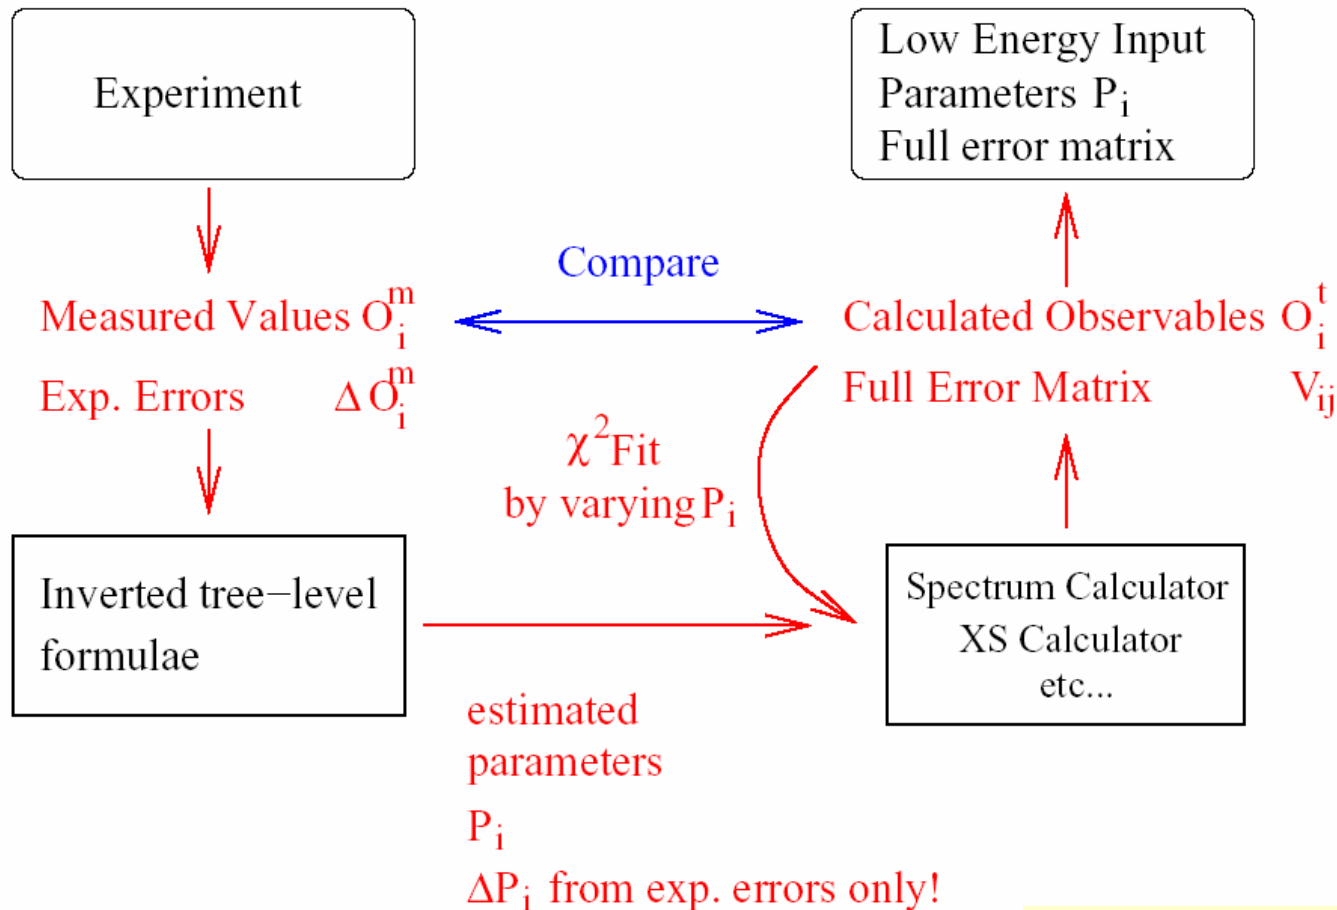 Experiment
Low Energy Input
Parameters P_i
Full error matrix
Compare
Measured Values O_i^m
Exp. Errors Δ O_i^m
Calculated Observables O_i^t
Full Error Matrix V_ij
χ² Fit
by varying P_i
Inverted tree−level
formulae
Spectrum Calculator
XS Calculator
etc...
estimated
parameters
P_i
ΔP_i from exp. errors only!